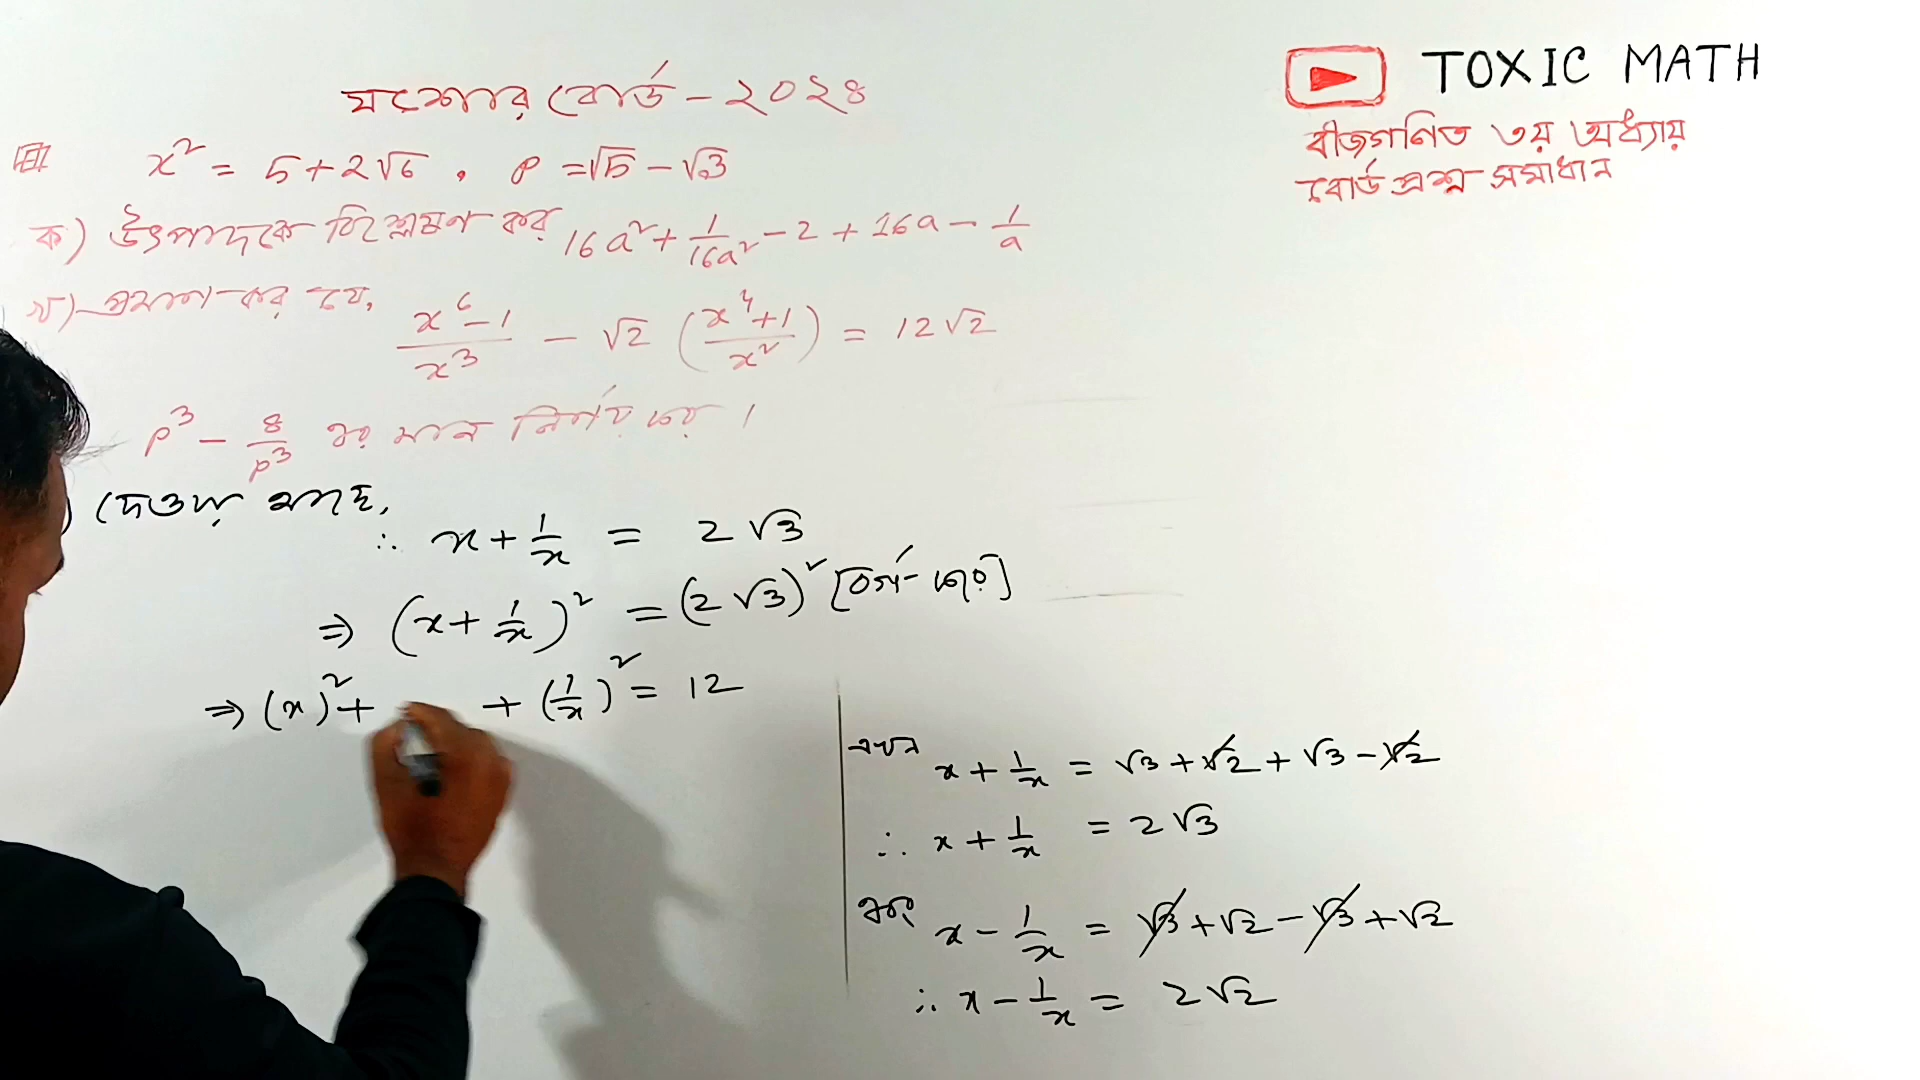 যশোর বোর্ড - ২০২৪
TOXIC MATH
বীজগণিত ৩য় অধ্যায়
বোর্ড প্রশ্ন সমাধান
x² = 5+2√6, P = √5 - √3
ক) উৎপাদকে বিশ্লেষণ কর 16a² + 1/16a² - 2 + 16a - 1/a
খ) প্রমাণ কর যে, x⁶-1/x³ - √2 (x⁴+1/x²) = 12√2
P³ - 8/P³ এর মান নির্ণয় কর।
) দেওয়া আছে,
∴ x + 1/x = 2√3
⇒ (x + 1/x)² = (2√3)² [বর্গ করে]
⇒ (x)² + + (1/x)² = 12
এখন x + 1/x = √3 + √2 + √3 - √2
∴ x + 1/x = 2√3
এবং x - 1/x = √3 + √2 - √3 + √2
∴ x - 1/x = 2√2